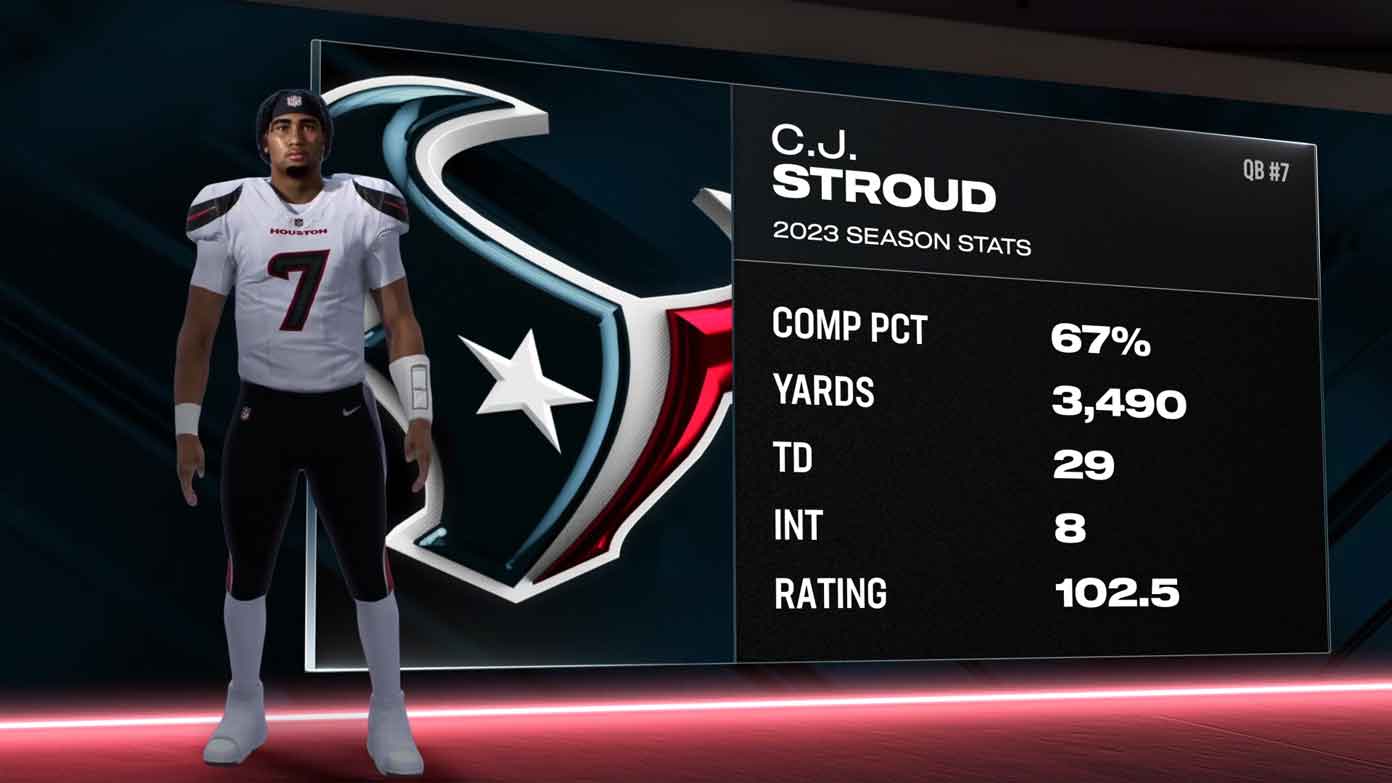 C.J.
STROUD
QB #7
2023 SEASON STATS
COMP PCT 67%
YARDS 3,490
TD 29
INT 8
RATING 102.5
HOUSTON
7
NFL